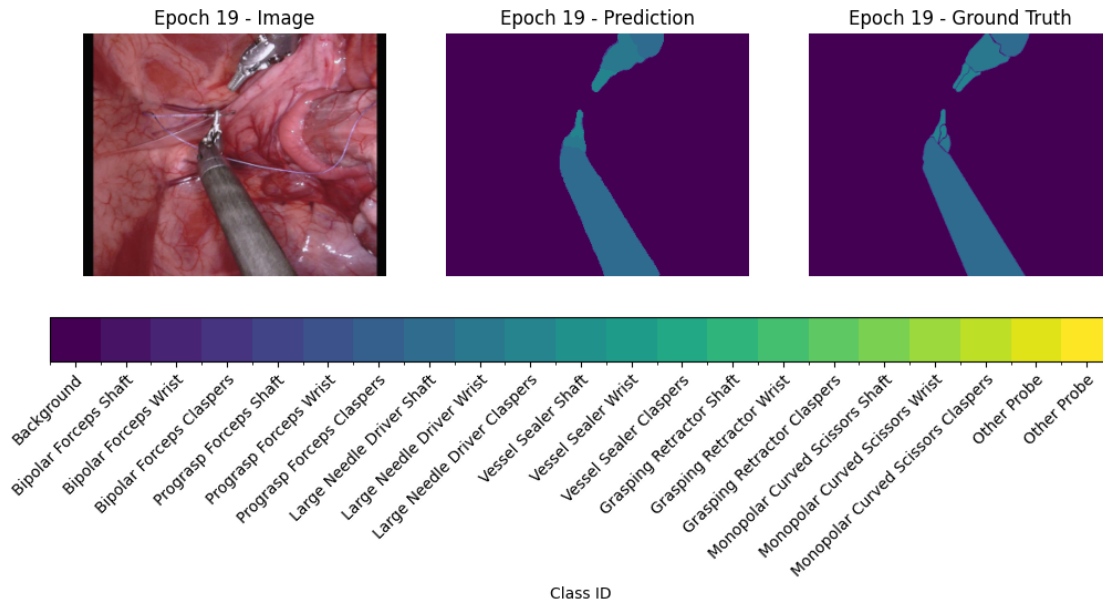 Epoch 19 - Image
Epoch 19 - Prediction
Epoch 19 - Ground Truth
Background
Bipolar Forceps Shaft
Bipolar Forceps Wrist
Bipolar Forceps Claspers
Prograsp Forceps Shaft
Prograsp Forceps Wrist
Prograsp Forceps Claspers
Large Needle Driver Shaft
Large Needle Driver Wrist
Large Needle Driver Claspers
Vessel Sealer Shaft
Vessel Sealer Wrist
Vessel Sealer Claspers
Grasping Retractor Shaft
Grasping Retractor Wrist
Grasping Retractor Claspers
Monopolar Curved Scissors Shaft
Monopolar Curved Scissors Wrist
Monopolar Curved Scissors Claspers
Other Probe
Other Probe
Class ID